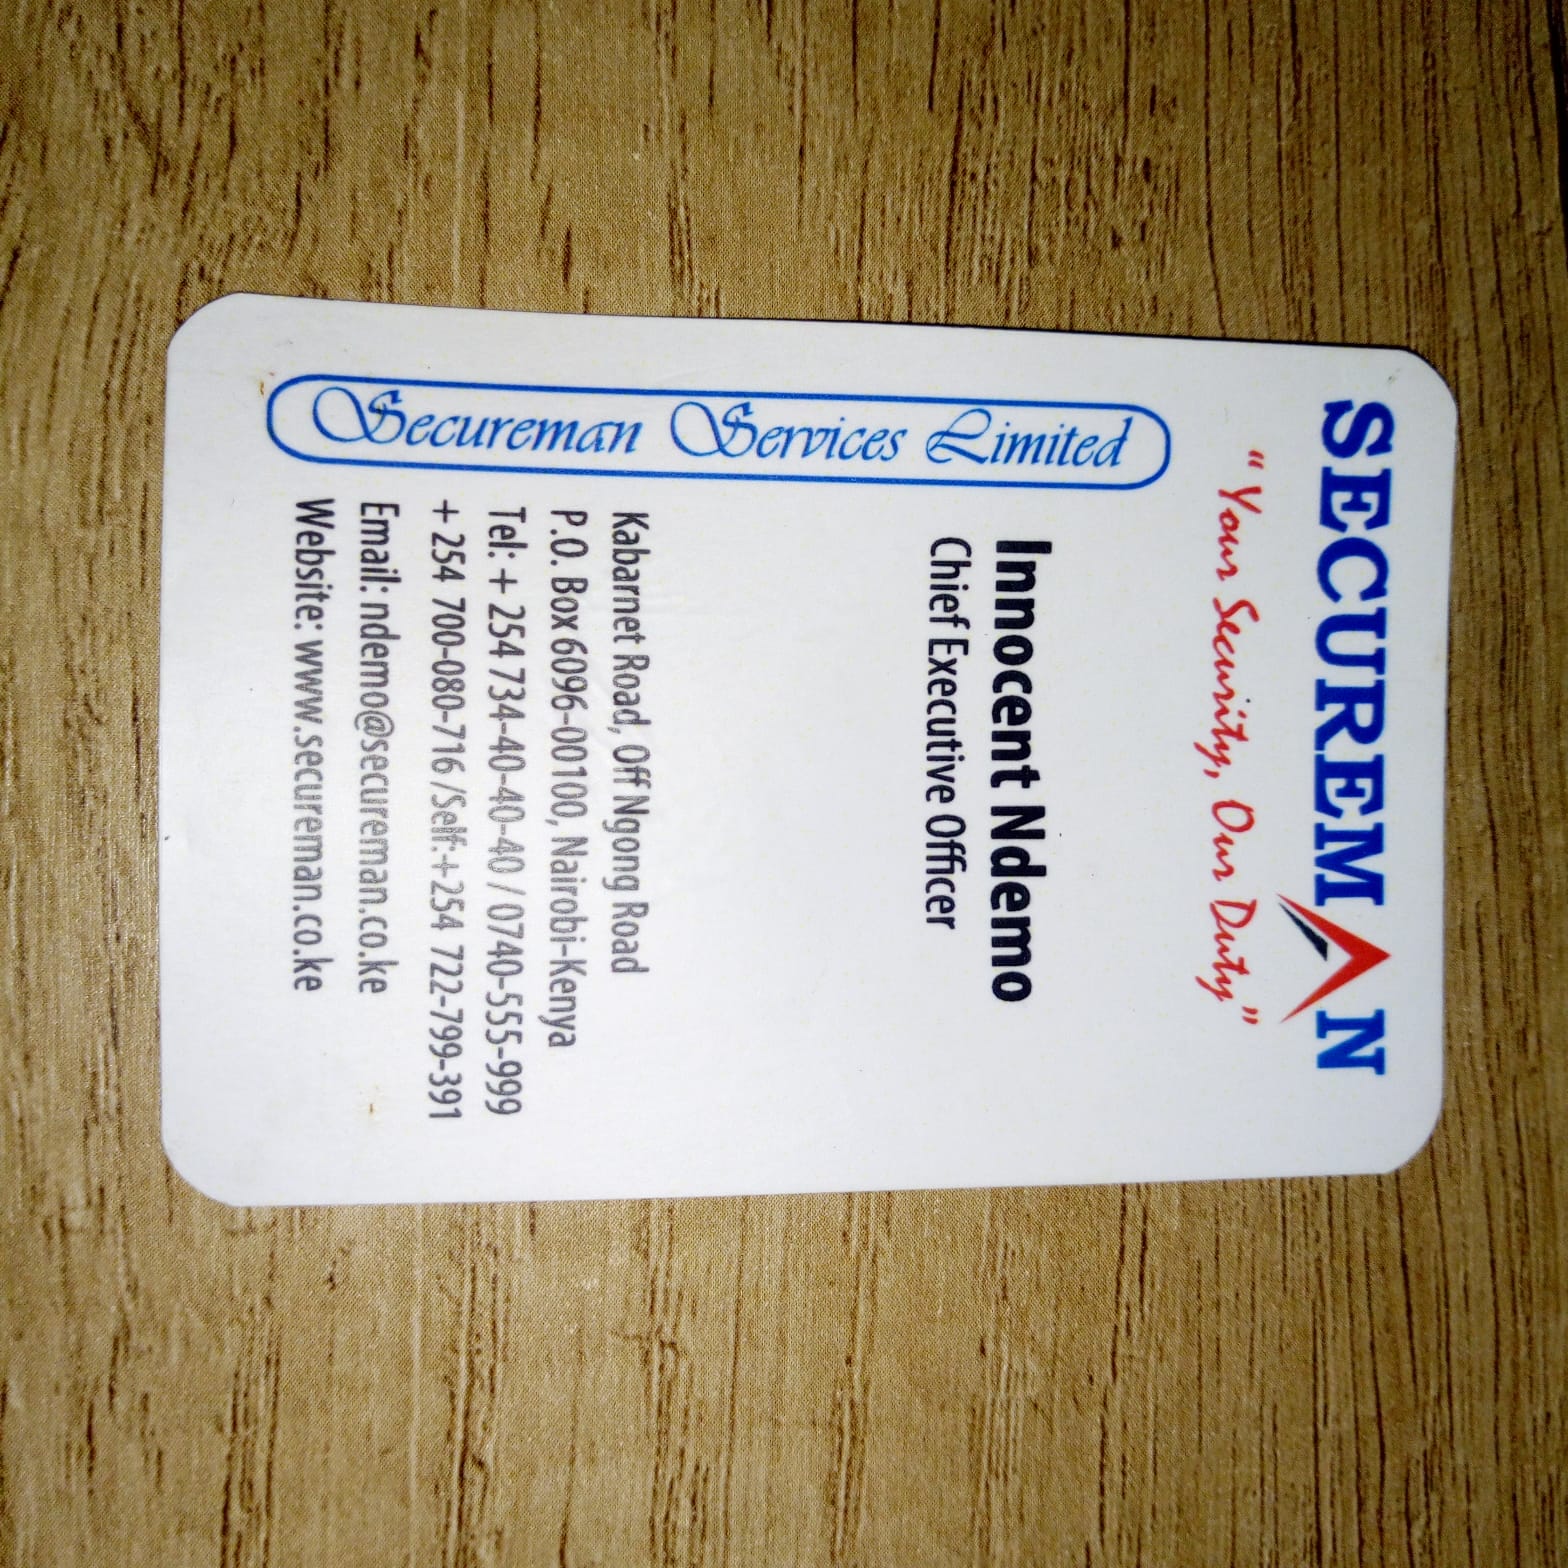 SECUREMAN
“Your Security, Our Duty”
Innocent Ndemo
Chief Executive Officer
Kabarnet Road, Off Ngong Road
P.O. Box 6096-00100, Nairobi-Kenya
Tel: + 254 734-40-40-40 / 0740-555-999
+ 254 700-080-716 /Self:+254 722-799-391
Email: ndemo@secureman.co.ke
Website: www.secureman.co.ke
Secureman Services Limited